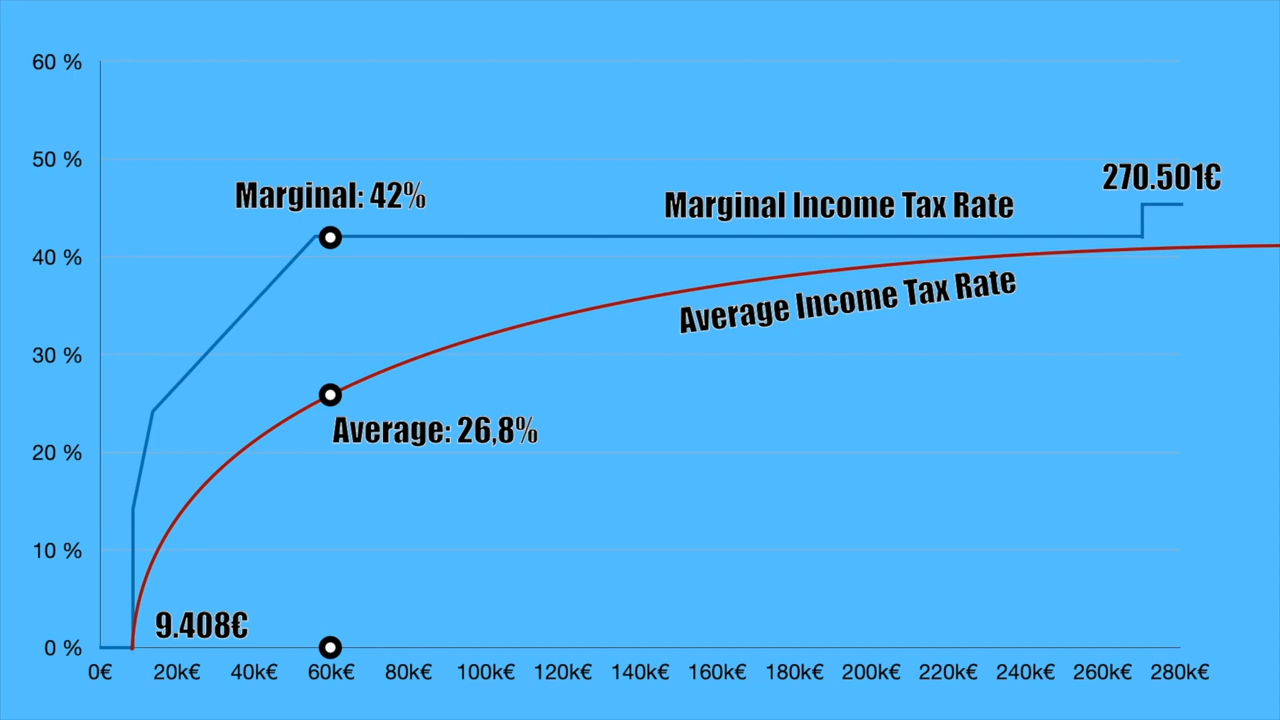 60 %
50 %
270.501€
Marginal: 42%
Marginal Income Tax Rate
40 %
Average Income Tax Rate
30 %
Average: 26,8%
20 %
10 %
9.408€
0 %
0€ 20k€ 40k€ 60k€ 80k€ 100k€ 120k€ 140k€ 160k€ 180k€ 200k€ 220k€ 240k€ 260k€ 280k€